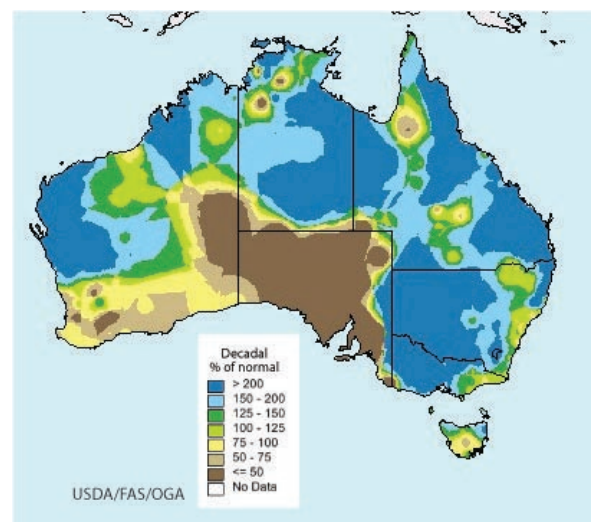 Decadal
% of normal
> 200
150 - 200
125 - 150
100 - 125
75 - 100
50 - 75
<= 50
No Data
USDA/FAS/OGA